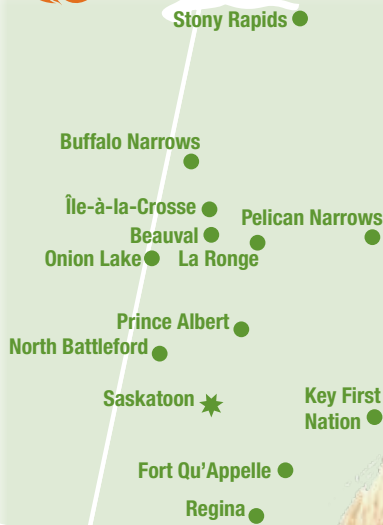 Stony Rapids
Buffalo Narrows
Île-à-la-Crosse
Pelican Narrows
Beauval
Onion Lake
La Ronge
Prince Albert
North Battleford
Saskatoon
Key First
Nation
Fort Qu’Appelle
Regina